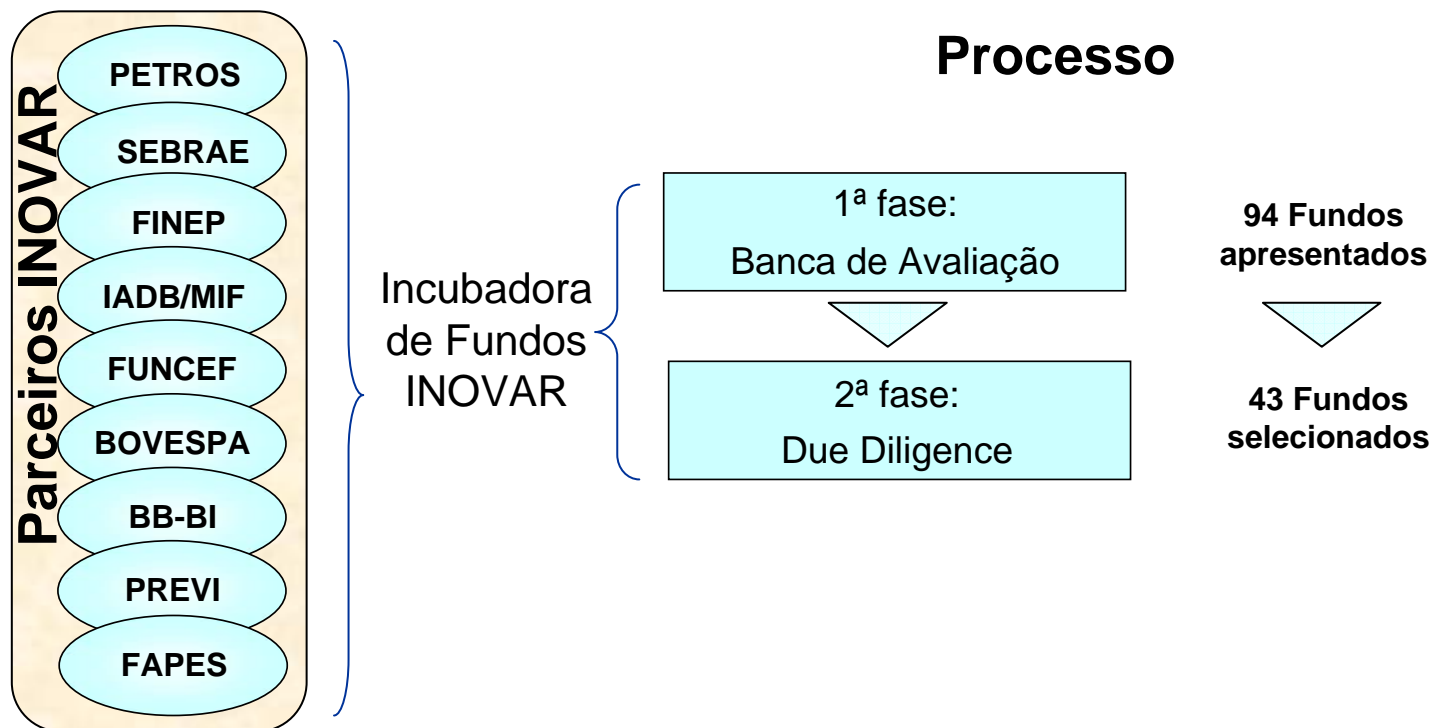 Parceiros INOVAR
PETROS
SEBRAE
FINEP
IADB/MIF
FUNCEF
BOVESPA
BB-BI
PREVI
FAPES
Incubadora
de Fundos
INOVAR
Processo
1ª fase:
Banca de Avaliação
94 Fundos
apresentados
2ª fase:
Due Diligence
43 Fundos
selecionados